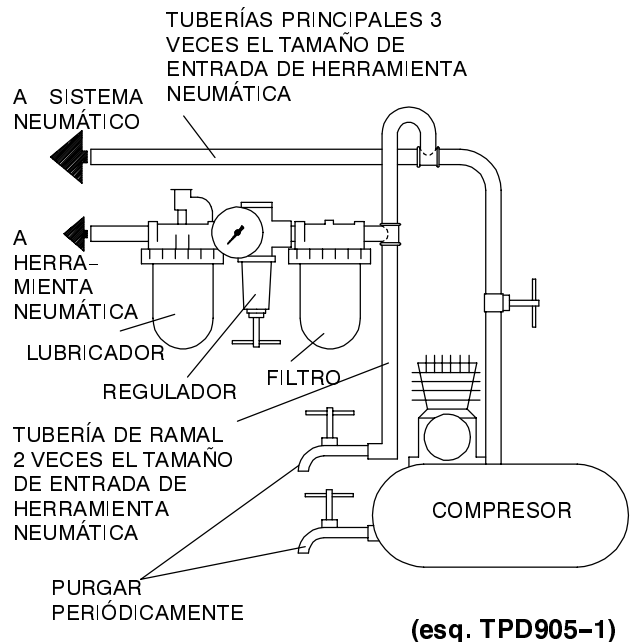 TUBERÍAS PRINCIPALES 3
VECES EL TAMAÑO DE
ENTRADA DE HERRAMIENTA
NEUMÁTICA
A SISTEMA
NEUMÁTICO
A
HERRA–
MIENTA
NEUMÁTICA
LUBRICADOR
REGULADOR
FILTRO
TUBERÍA DE RAMAL
2 VECES EL TAMAÑO
DE ENTRADA DE
HERRAMIENTA
NEUMÁTICA
COMPRESOR
PURGAR
PERIÓDICAMENTE
(esq. TPD905–1)